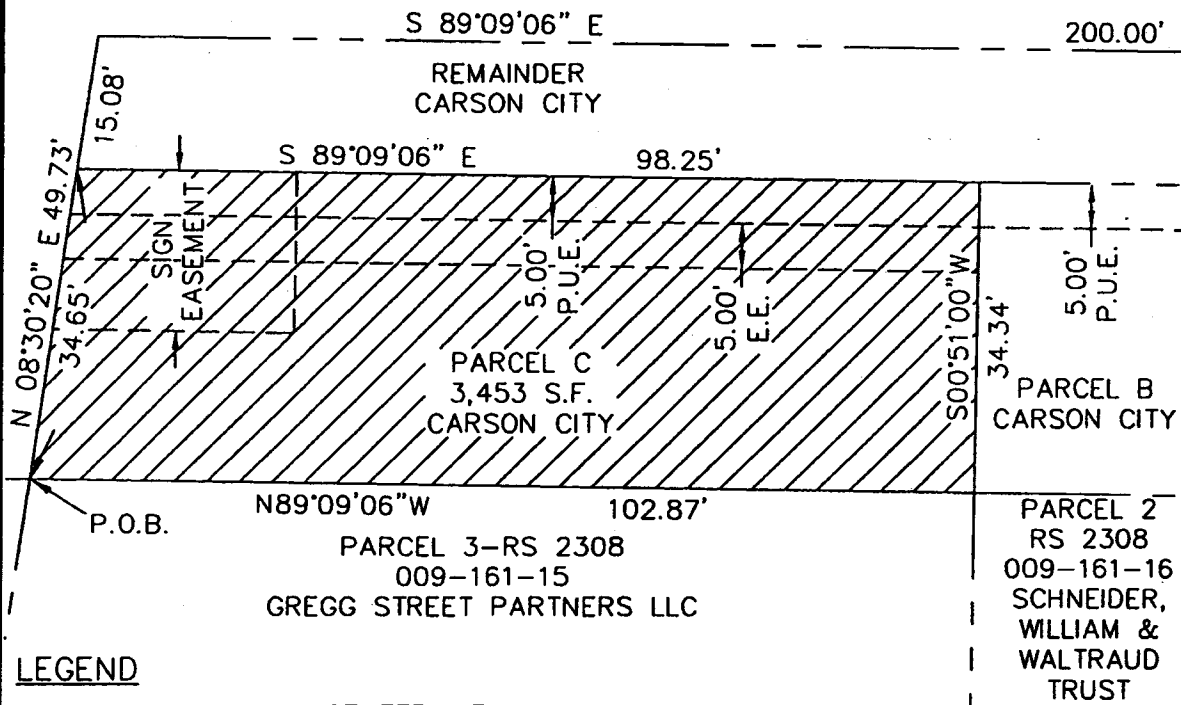 S 89°09'06" E
200.00'
REMAINDER
CARSON CITY
15.08'
S 89°09'06" E
98.25'
N 08°30'20" E 49.73'
34.65'
SIGN
EASEMENT
5.00'
P.U.E.
5.00'
E.E.
S00°51'00"W
34.34'
5.00'
P.U.E.
PARCEL C
3,453 S.F.
CARSON CITY
PARCEL B
CARSON CITY
P.O.B.
N89°09'06"W
102.87'
PARCEL 3-RS 2308
009-161-15
GREGG STREET PARTNERS LLC
PARCEL 2
RS 2308
009-161-16
SCHNEIDER,
WILLIAM &
WALTRAUD
TRUST
LEGEND